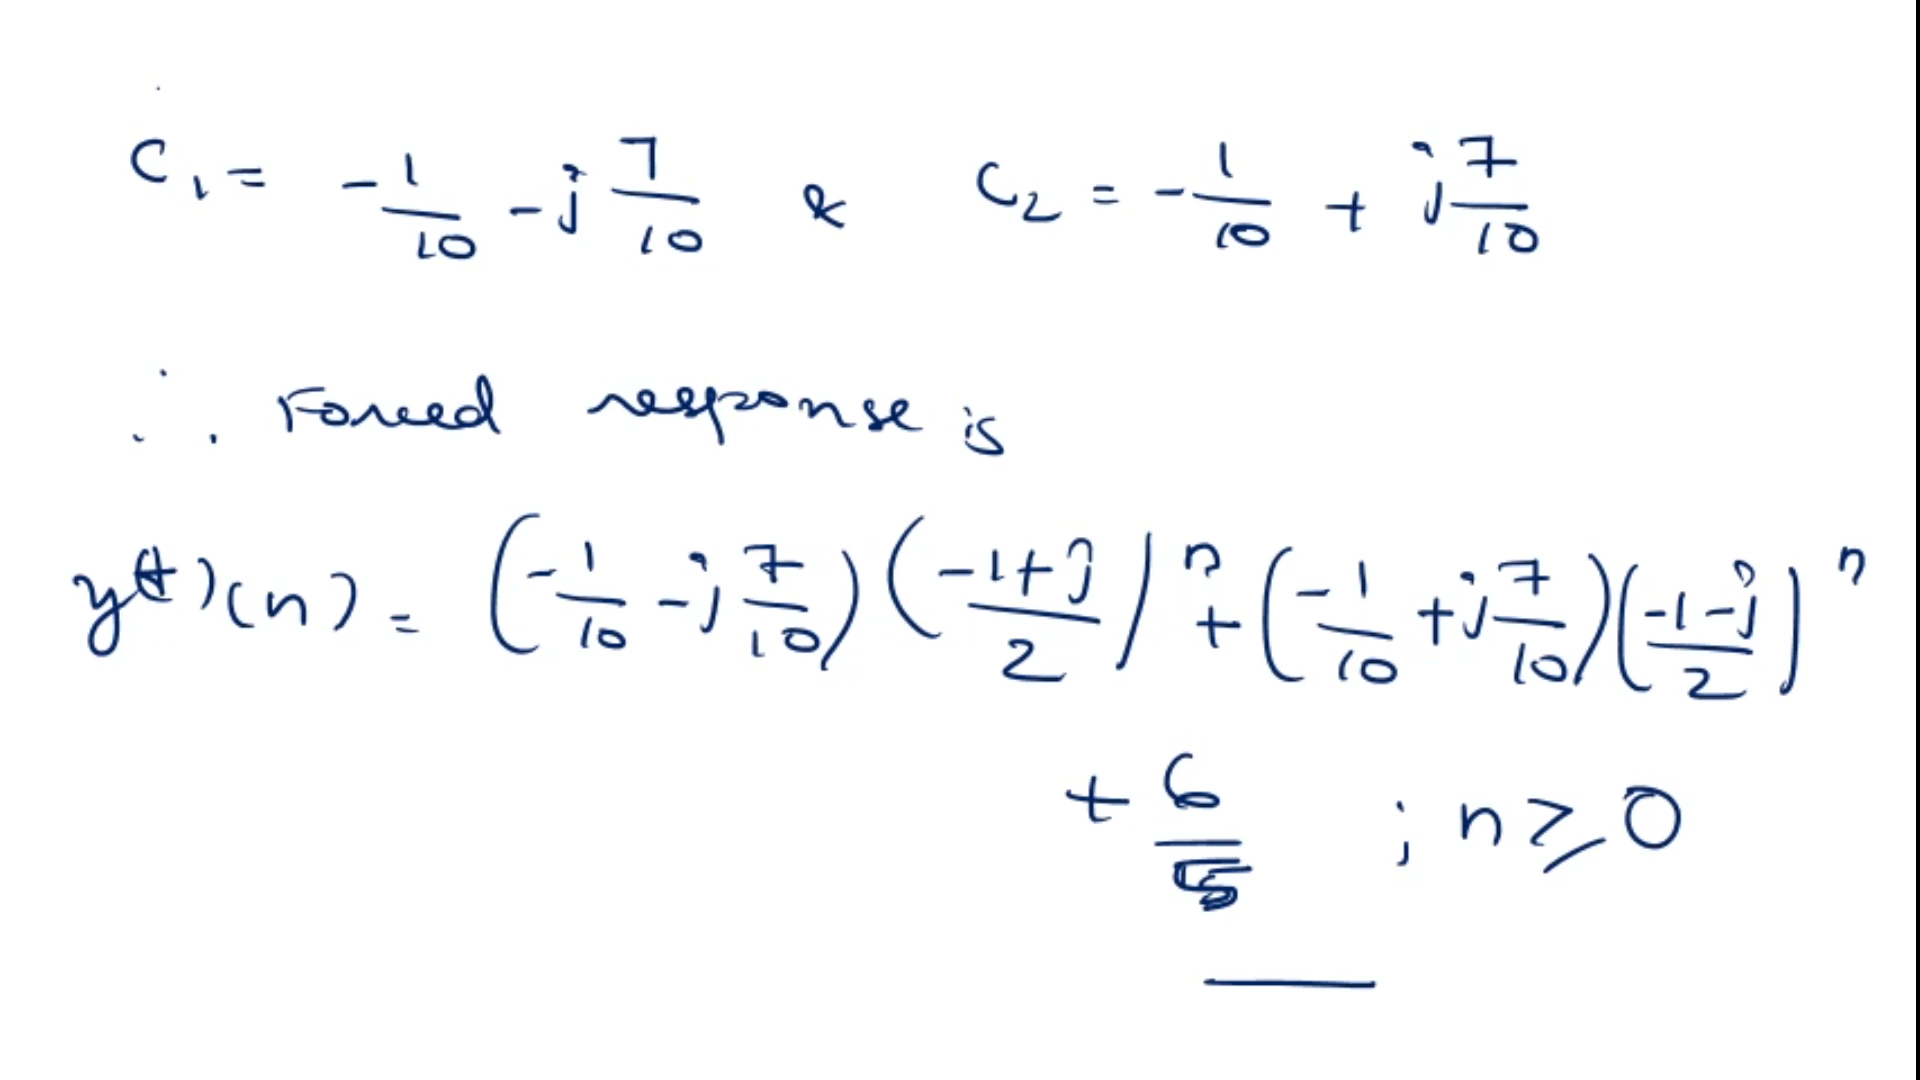 C₁ = -1/10 - j 7/10 & C₂ = -1/10 + j 7/10
∴ Forced response is
y^(f)(n) = (-1/10 - j 7/10) ((-1+j)/2)^n + (-1/10 + j 7/10) ((-1-j)/2)^n
+ 6/5 ; n ≥ 0